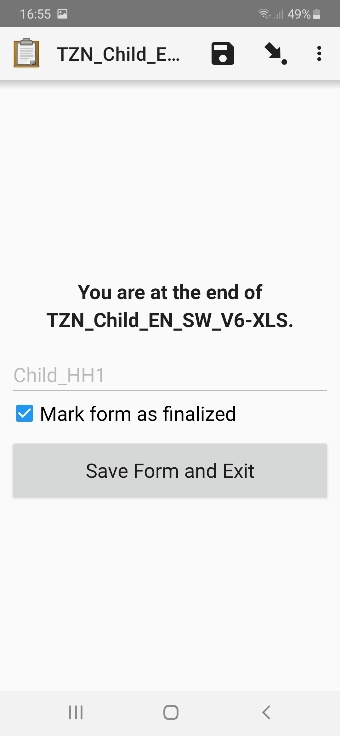 16:55
49%
TZN_Child_E...
You are at the end of
TZN_Child_EN_SW_V6-XLS.
Child_HH1
Mark form as finalized
Save Form and Exit